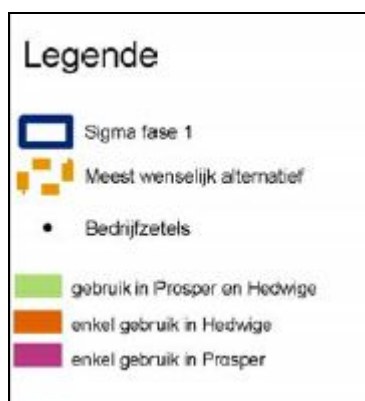 Legende
Sigma fase 1
Meest wenselijk alternatief
Bedrijfzetels
gebruik in Prosper en Hedwige
enkel gebruik in Hedwige
enkel gebruik in Prosper